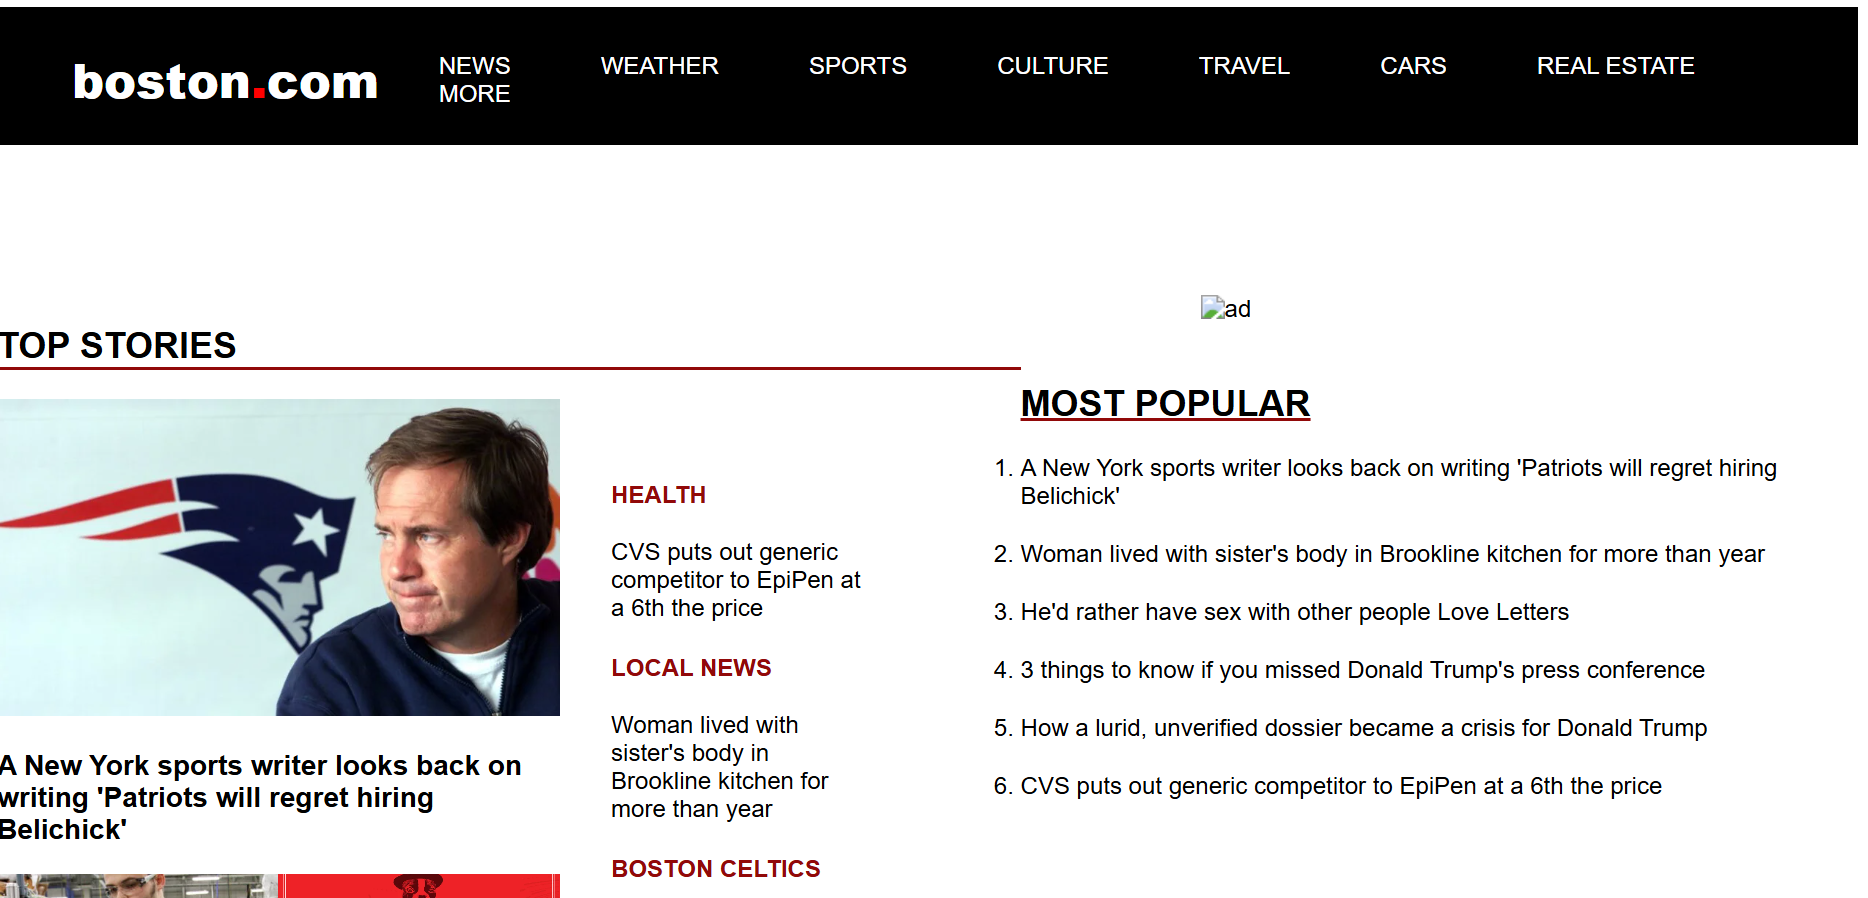 boston.com
NEWS WEATHER SPORTS CULTURE TRAVEL CARS REAL ESTATE
MORE
ad
TOP STORIES
A New York sports writer looks back on
writing 'Patriots will regret hiring
Belichick'
HEALTH
CVS puts out generic
competitor to EpiPen at
a 6th the price
LOCAL NEWS
Woman lived with
sister's body in
Brookline kitchen for
more than year
BOSTON CELTICS
MOST POPULAR
1. A New York sports writer looks back on writing 'Patriots will regret hiring
Belichick'
2. Woman lived with sister's body in Brookline kitchen for more than year
3. He'd rather have sex with other people Love Letters
4. 3 things to know if you missed Donald Trump's press conference
5. How a lurid, unverified dossier became a crisis for Donald Trump
6. CVS puts out generic competitor to EpiPen at a 6th the price